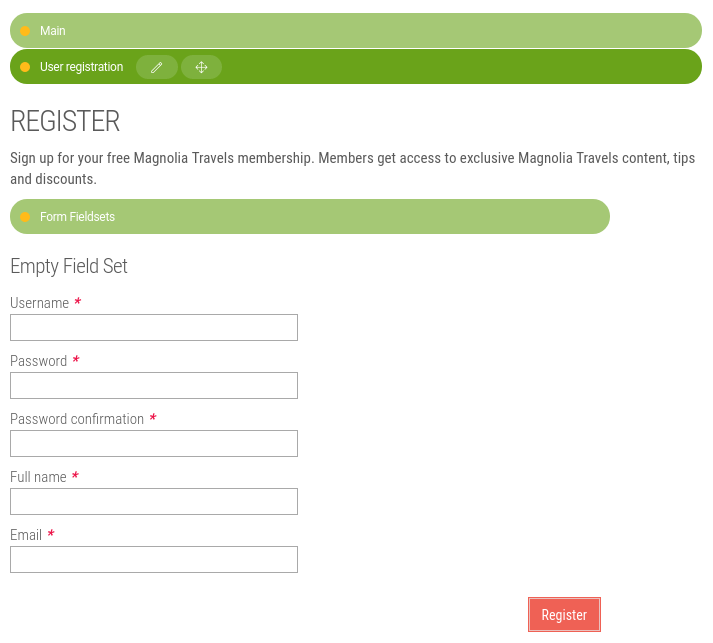 Main
User registration
REGISTER
Sign up for your free Magnolia Travels membership. Members get access to exclusive Magnolia Travels content, tips
and discounts.
Form Fieldsets
Empty Field Set
Username *
Password *
Password confirmation *
Full name *
Email *
Register